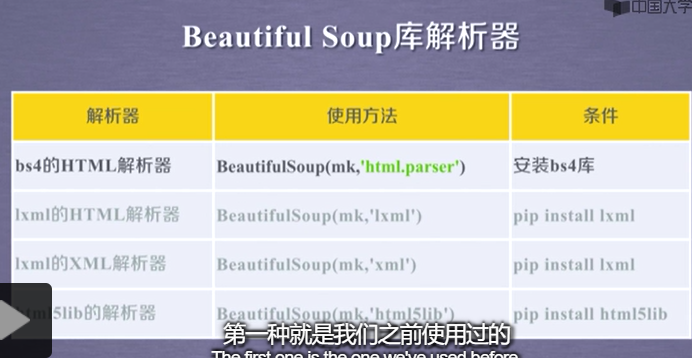 中国大学
Beautiful Soup库解析器
解析器 使用方法 条件
bs4的HTML解析器 BeautifulSoup(mk,'html.parser') 安装bs4库
lxml的HTML解析器 BeautifulSoup(mk,'lxml') pip install lxml
lxml的XML解析器 BeautifulSoup(mk,'xml') pip install lxml
html5lib的解析器 BeautifulSoup(mk,'html5lib') pip install html5lib
第一种就是我们之前使用过的
The first one is the one we've used before